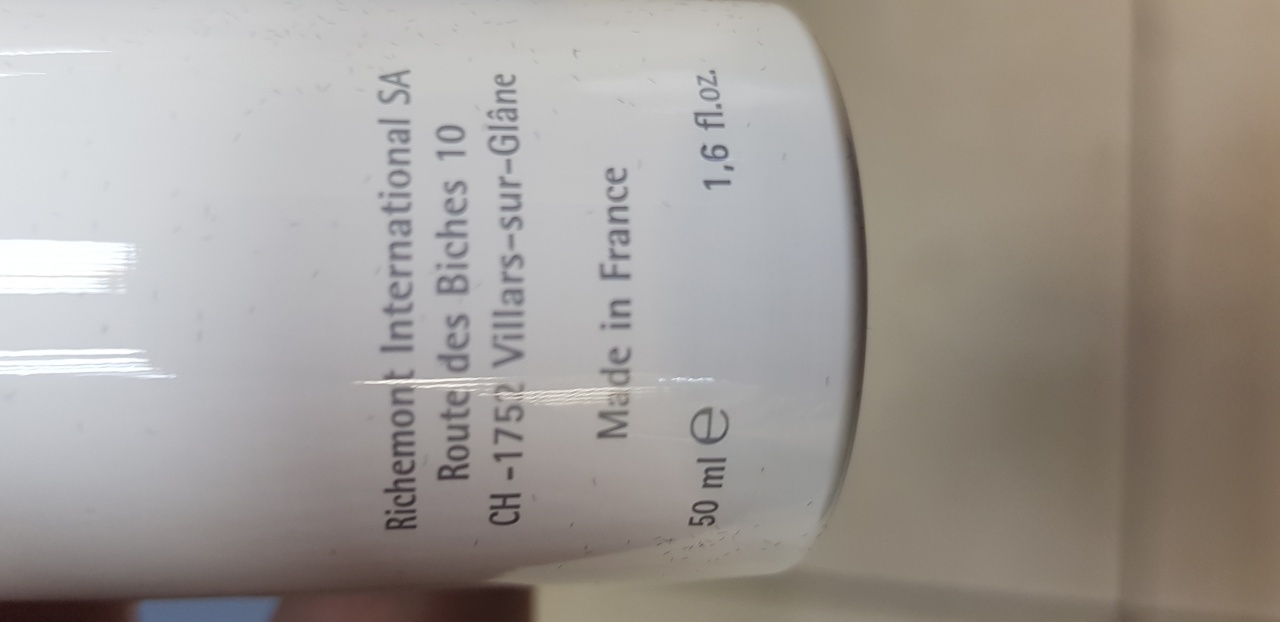 Richemont International SA
Route des Biches 10
CH -1752 Villars-sur-Glâne
Made in France
50 ml ℮ 1,6 fl.oz.